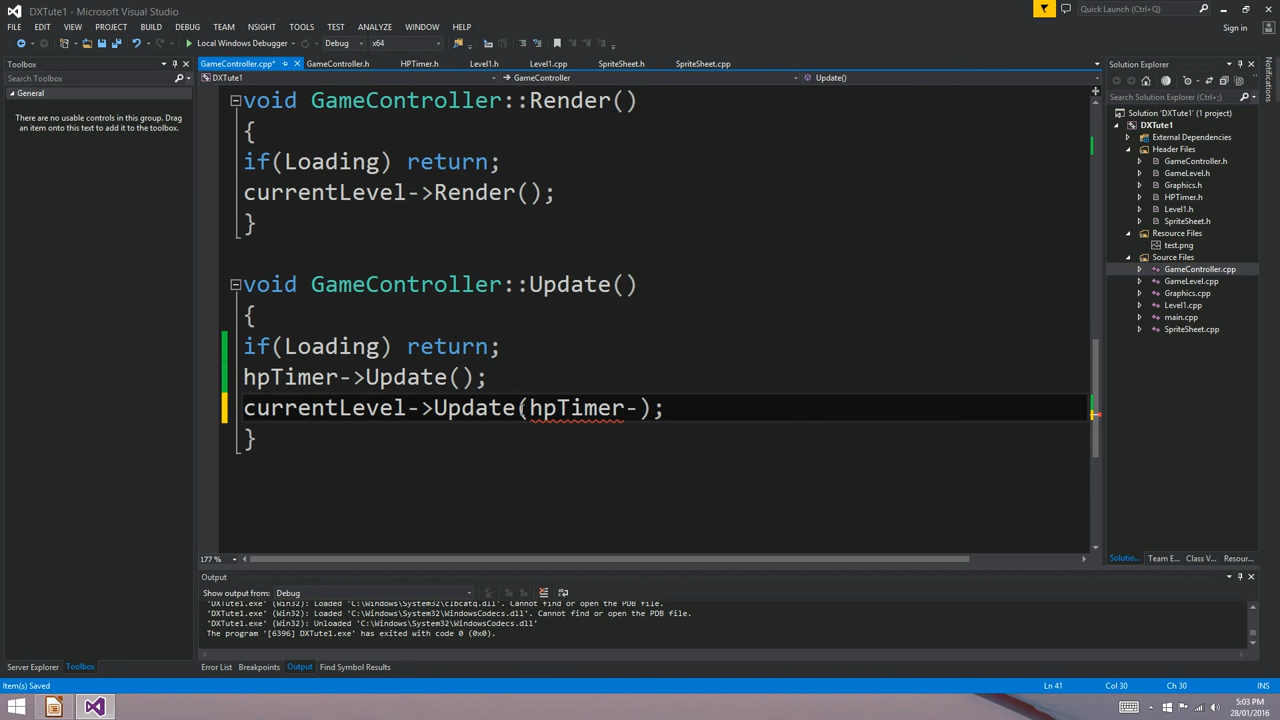 DXTute1 - Microsoft Visual Studio
Quick Launch (Ctrl+;)
FILE EDIT VIEW PROJECT BUILD DEBUG TEAM NSIGHT TOOLS TEST ANALYZE WINDOW HELP
Sign in
Local Windows Debugger Debug x64
Toolbox
GameController.cpp* GameController.h HPTimer.h Level1.h Level1.cpp SpriteSheet.h SpriteSheet.cpp
Solution Explorer
Search Toolbox
DXTute1 GameController Update()
General
There are no usable controls in this group. Drag
an item onto this text to add it to the toolbox.
void GameController::Render()
{
if(Loading) return;
currentLevel->Render();
}
void GameController::Update()
{
if(Loading) return;
hpTimer->Update();
currentLevel->Update(hpTimer-);
}
177 %
Search Solution Explorer (Ctrl+;)
Solution 'DXTute1' (1 project)
DXTute1
External Dependencies
Header Files
GameController.h
GameLevel.h
Graphics.h
HPTimer.h
Level1.h
SpriteSheet.h
Resource Files
test.png
Source Files
GameController.cpp
GameLevel.cpp
Graphics.cpp
Level1.cpp
main.cpp
SpriteSheet.cpp
Solutio... Team E... Class V... Resour...
Notifications
Output
Show output from: Debug
'DXTute1.exe' (Win32): Loaded 'C:\Windows\System32\clbcatq.dll'. Cannot find or open the PDB file.
'DXTute1.exe' (Win32): Loaded 'C:\Windows\System32\WindowsCodecs.dll'. Cannot find or open the PDB file.
'DXTute1.exe' (Win32): Unloaded 'C:\Windows\System32\WindowsCodecs.dll'
The program '[6396] DXTute1.exe' has exited with code 0 (0x0).
Server Explorer Toolbox
Error List Breakpoints Output Find Symbol Results
Item(s) Saved
Ln 41 Col 30 Ch 30 INS
5:03 PM
28/01/2016